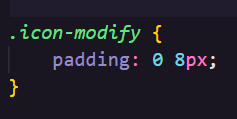 .icon-modify {
    padding: 0 8px;
}